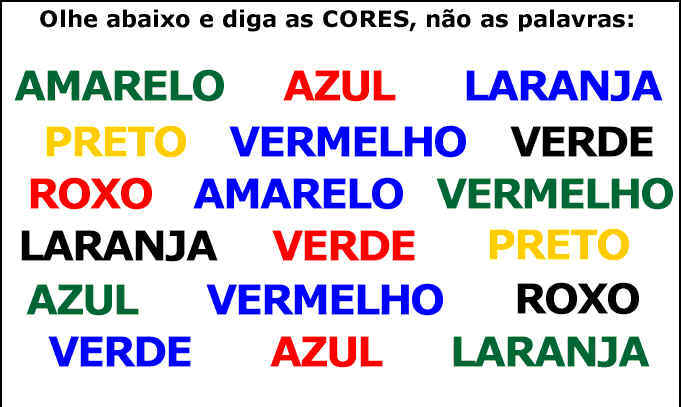 Olhe abaixo e diga as CORES, não as palavras:
AMARELO AZUL LARANJA
PRETO VERMELHO VERDE
ROXO AMARELO VERMELHO
LARANJA VERDE PRETO
AZUL VERMELHO ROXO
VERDE AZUL LARANJA